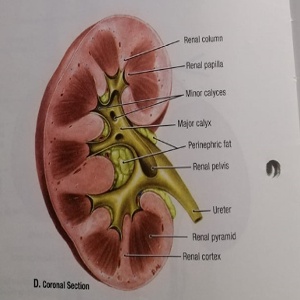 Renal column
Renal papilla
Minor calyces
Major calyx
Perinephric fat
Renal pelvis
Ureter
Renal pyramid
Renal cortex
D. Coronal Section